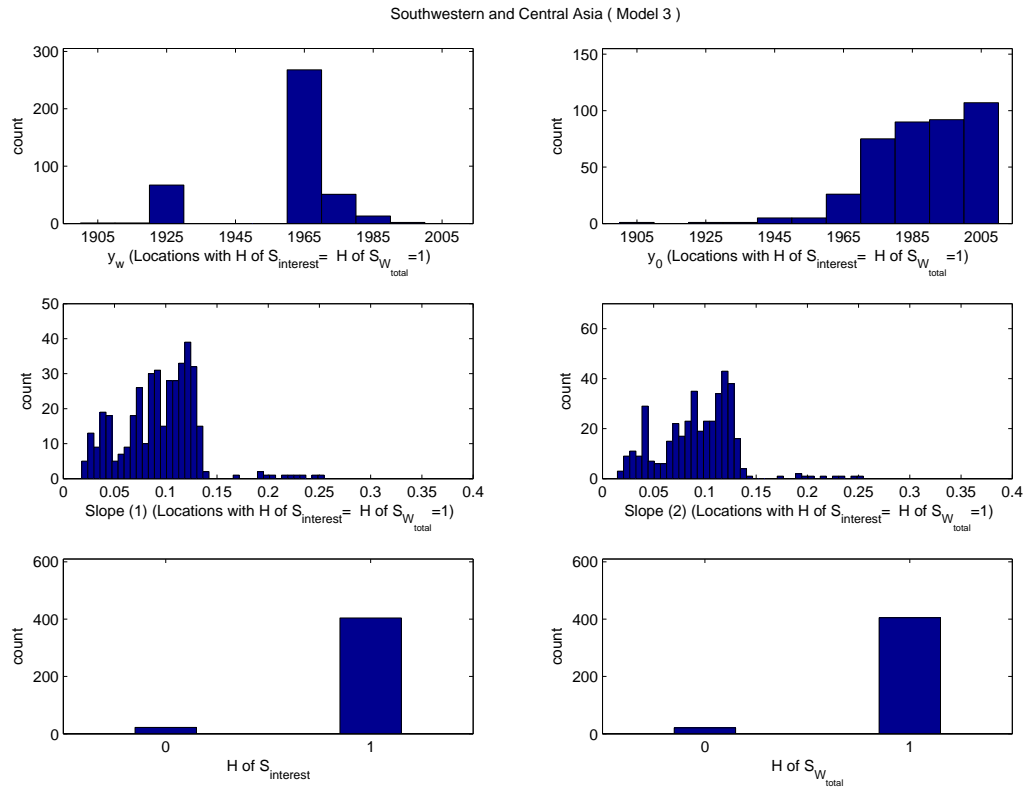 Southwestern and Central Asia ( Model 3 )
300
200
100
0
count
1905 1925 1945 1965 1985 2005
y_w (Locations with H of S_interest= H of S_W_total =1)
150
100
50
0
count
1905 1925 1945 1965 1985 2005
y_0 (Locations with H of S_interest= H of S_W_total =1)
50
40
30
20
10
0
count
0 0.05 0.1 0.15 0.2 0.25 0.3 0.35 0.4
Slope (1) (Locations with H of S_interest= H of S_W_total =1)
60
40
20
0
count
0 0.05 0.1 0.15 0.2 0.25 0.3 0.35 0.4
Slope (2) (Locations with H of S_interest= H of S_W_total =1)
600
400
200
0
count
0 1
H of S_interest
600
400
200
0
count
0 1
H of S_W_total